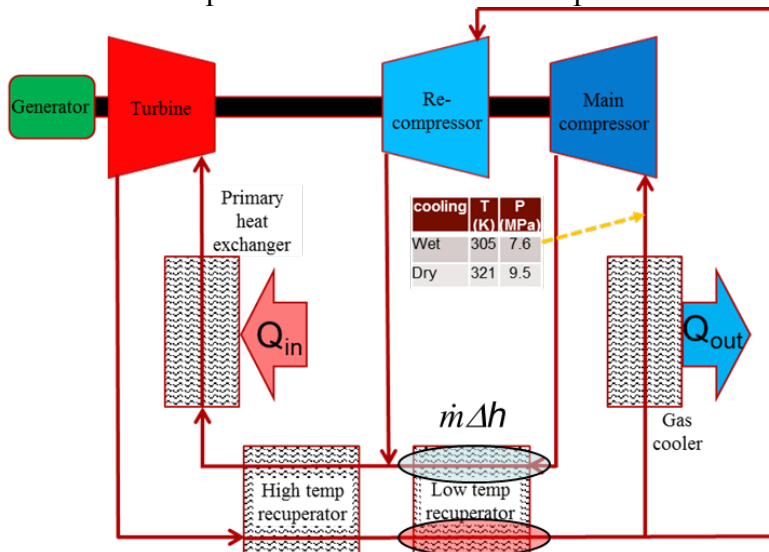 Generator
Turbine
Re-
compressor
Main
compressor
Primary
heat
exchanger
cooling T (K) P (MPa)
Wet 305 7.6
Dry 321 9.5
Qin
Qout
ṁΔh
Gas
cooler
High temp
recuperator
Low temp
recuperator